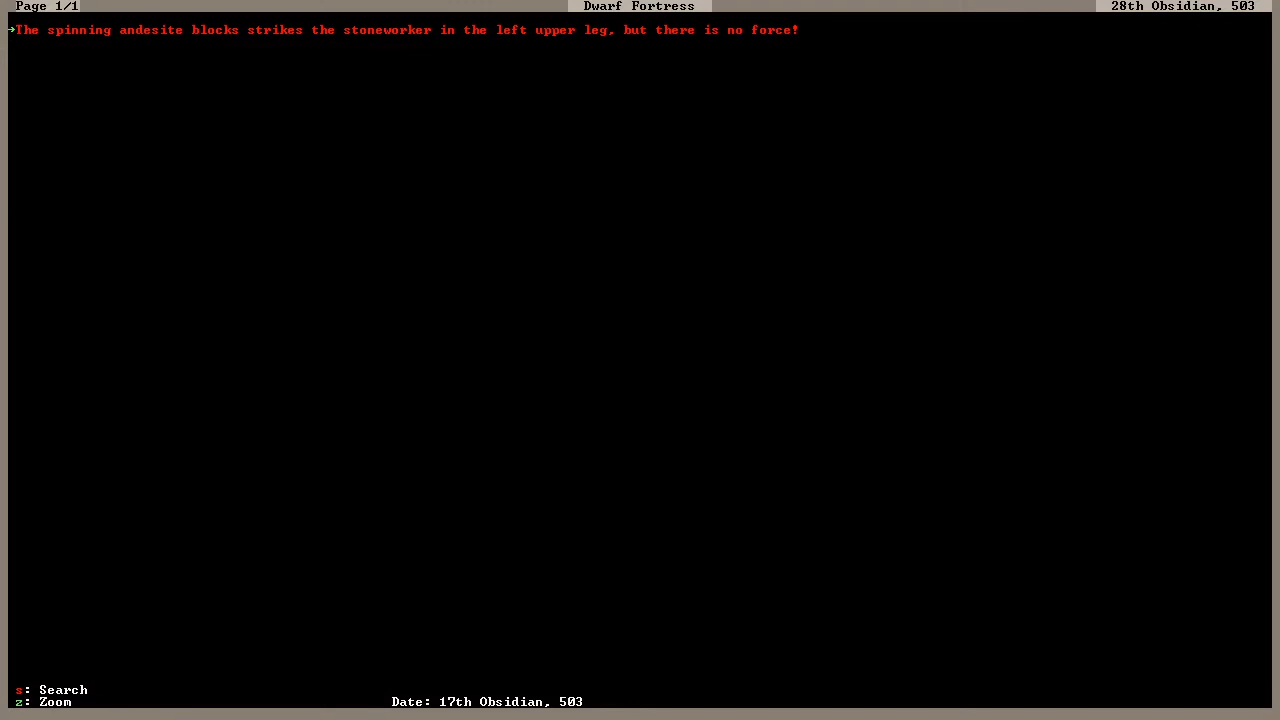 Page 1/1 Dwarf Fortress 28th Obsidian, 503
➔The spinning andesite blocks strikes the stoneworker in the left upper leg, but there is no force!
s: Search
z: Zoom Date: 17th Obsidian, 503